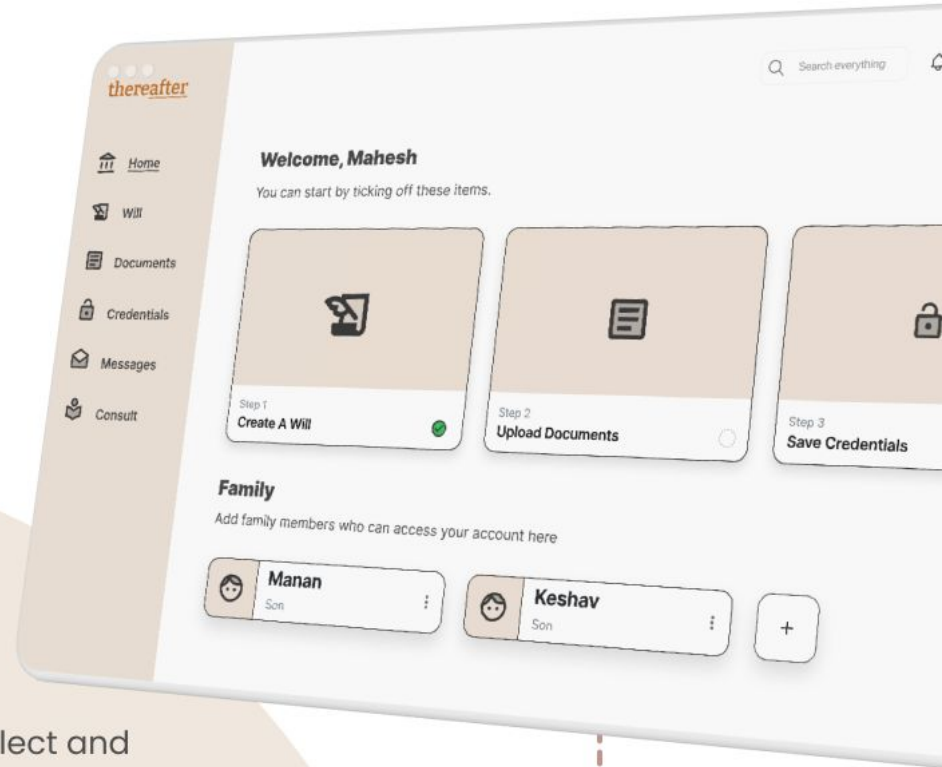 thereafter
Search everything
Home
Will
Documents
Credentials
Messages
Consult
Welcome, Mahesh
You can start by ticking off these items.
Step 1
Create A Will
Step 2
Upload Documents
Step 3
Save Credentials
Family
Add family members who can access your account here
Manan
Son
Keshav
Son
+
lect and